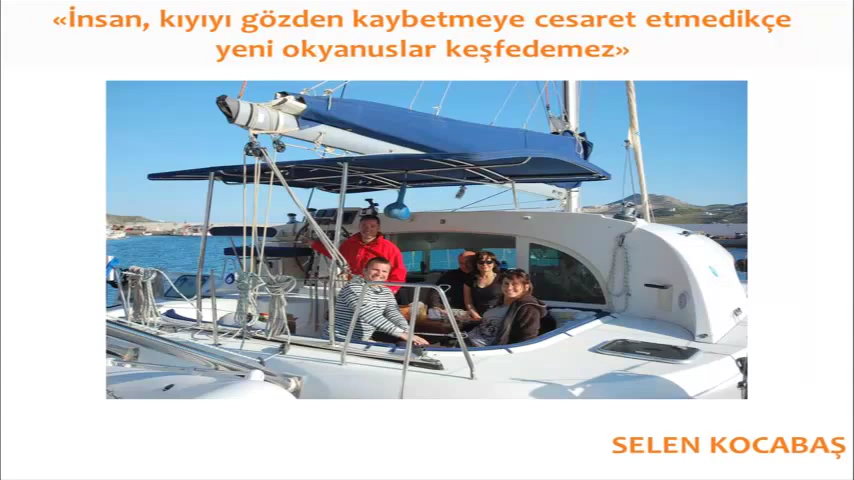 «İnsan, kıyıyı gözden kaybetmeye cesaret etmedikçe
yeni okyanuslar keşfedemez»
SELEN KOCABAŞ